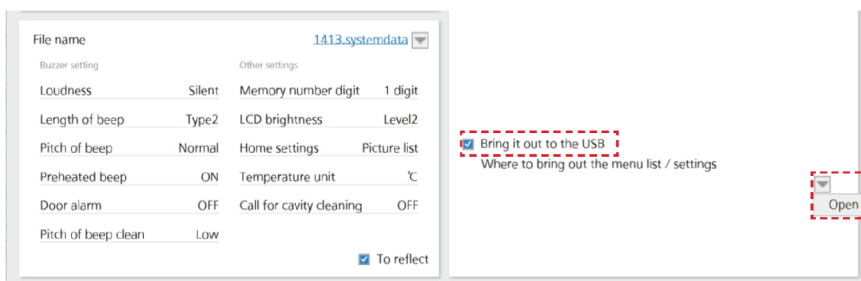 File name 1413.systemdata
Buzzer setting Other settings
Loudness Silent Memory number digit 1 digit
Length of beep Type2 LCD brightness Level2
Pitch of beep Normal Home settings Picture list
Preheated beep ON Temperature unit ℃
Door alarm OFF Call for cavity cleaning OFF
Pitch of beep clean Low
To reflect
Bring it out to the USB
Where to bring out the menu list / settings
Open